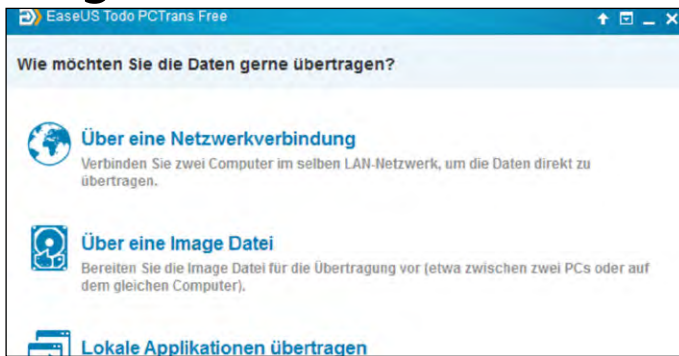 EaseUS Todo PCTrans Free
Wie möchten Sie die Daten gerne übertragen?
Über eine Netzwerkverbindung
Verbinden Sie zwei Computer im selben LAN-Netzwerk, um die Daten direkt zu
übertragen.
Über eine Image Datei
Bereiten Sie die Image Datei für die Übertragung vor (etwa zwischen zwei PCs oder auf
dem gleichen Computer).
Lokale Applikationen übertragen